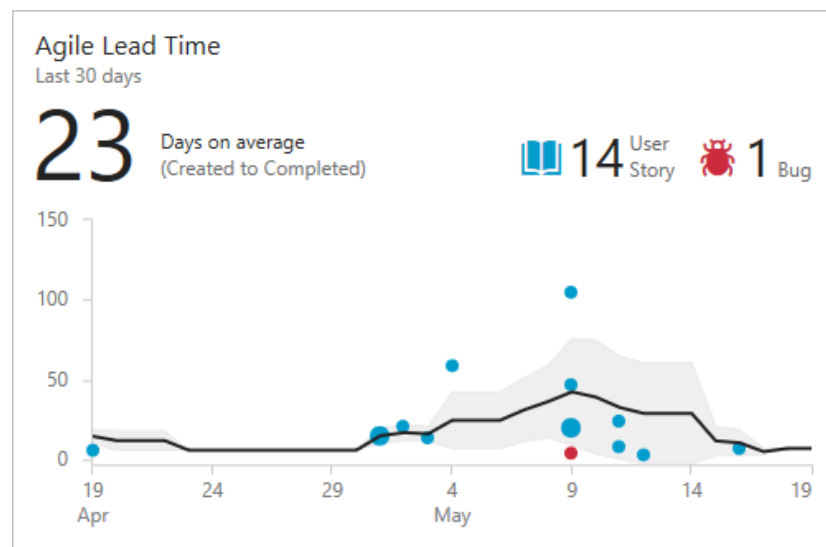 Agile Lead Time
Last 30 days
23
Days on average
(Created to Completed)
14
User
Story
1
Bug
150
100
50
0
19
24
29
4
9
14
19
Apr
May